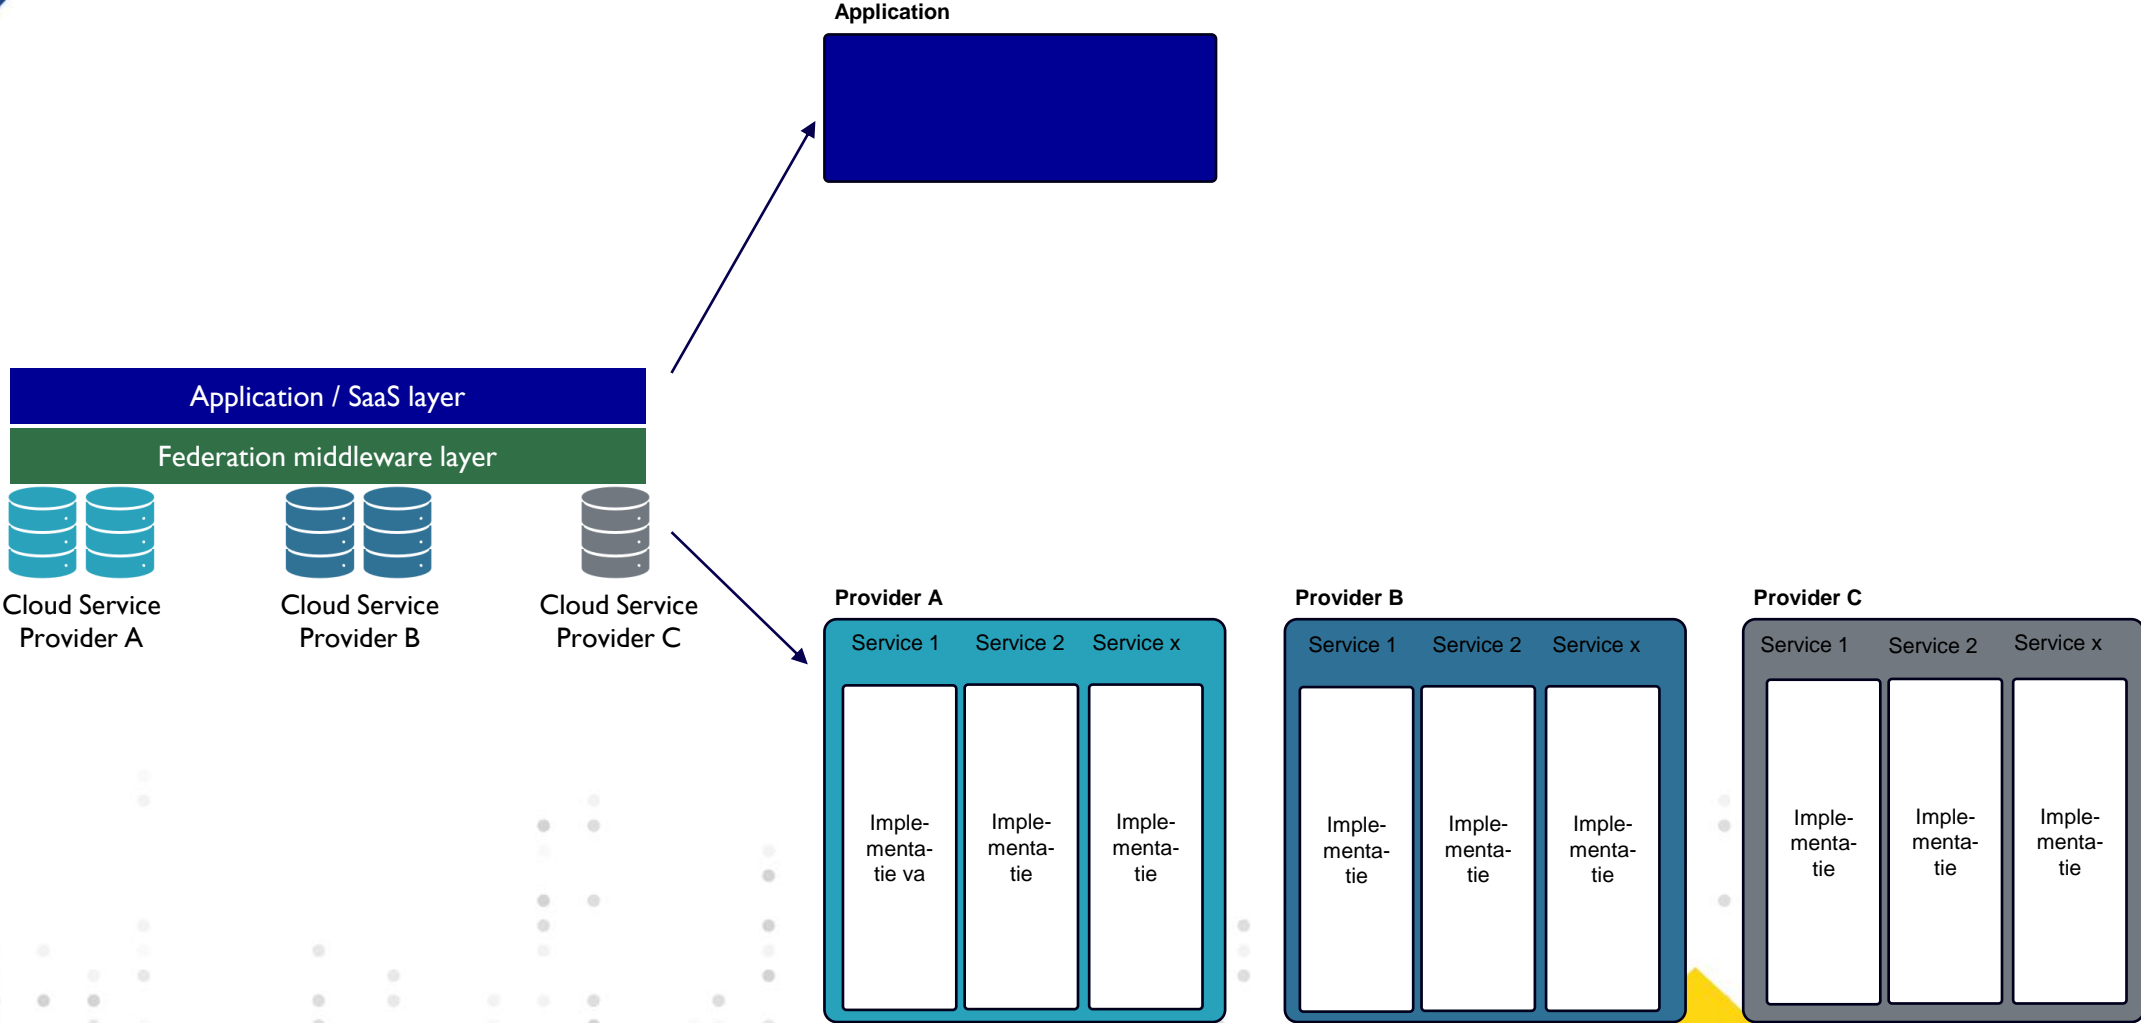 Application
Application / SaaS layer
Federation middleware layer
Cloud Service
Provider A
Cloud Service
Provider B
Cloud Service
Provider C
Provider A
Service 1
Service 2
Service x
Imple-
menta-
tie va
Imple-
menta-
tie
Imple-
menta-
tie
Provider B
Service 1
Service 2
Service x
Imple-
menta-
tie
Imple-
menta-
tie
Imple-
menta-
tie
Provider C
Service 1
Service 2
Service x
Imple-
menta-
tie
Imple-
menta-
tie
Imple-
menta-
tie